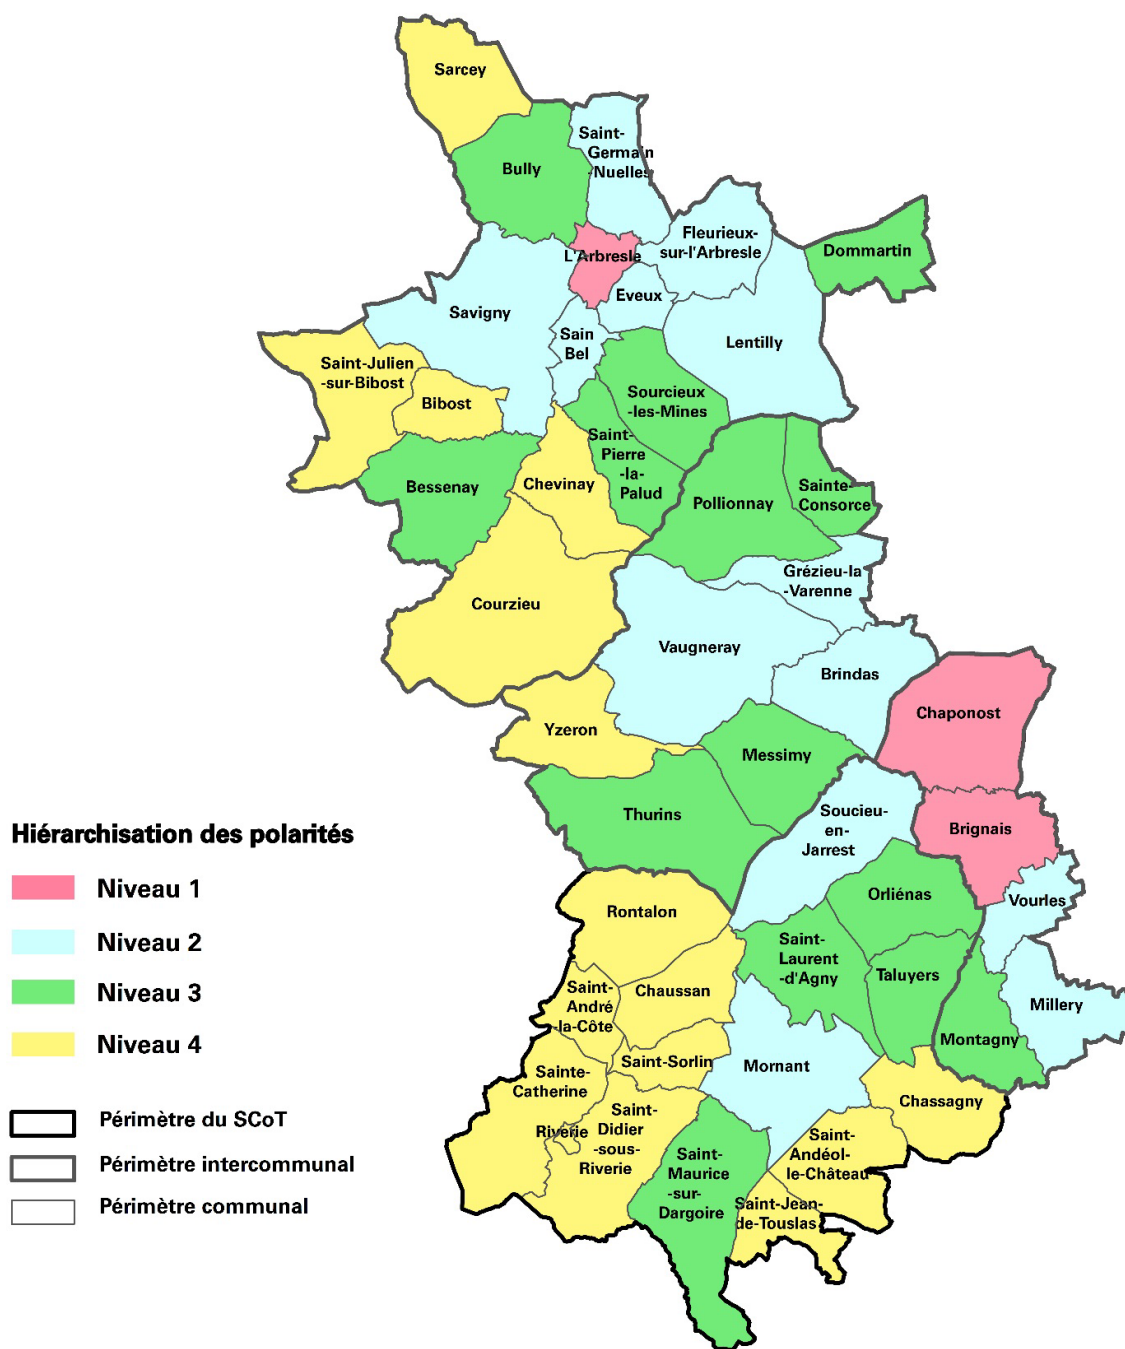 Sarcey
Saint-
Germain
-Nuelles
Bully
Fleurieux-
sur-l'Arbresle
Dommartin
L'Arbresle
Eveux
Savigny
Sain
Bel
Lentilly
Saint-Julien
-sur-Bibost
Bibost
Sourcieux
-les-Mines
Saint-
Pierre
-la-
Palud
Bessenay
Chevinay
Pollionnay
Sainte-
Consorce
Grézieu-la
-Varenne
Courzieu
Vaugneray
Brindas
Chaponost
Yzeron
Messimy
Thurins
Soucieu-
en-
Jarrest
Brignais
Hiérarchisation des polarités
Niveau 1
Niveau 2
Niveau 3
Niveau 4
Périmètre du SCoT
Périmètre intercommunal
Périmètre communal
Orliénas
Vourles
Rontalon
Saint-
Laurent
-d'Agny
Taluyers
Saint-
André
-la-Côte
Chaussan
Millery
Montagny
Saint-Sorlin
Mornant
Sainte-
Catherine
Chassagny
Riverie
Saint-
Didier
-sous-
Riverie
Saint-
Andéol-
le-Château
Saint-
Maurice
-sur-
Dargoire
Saint-Jean-
de-Touslas